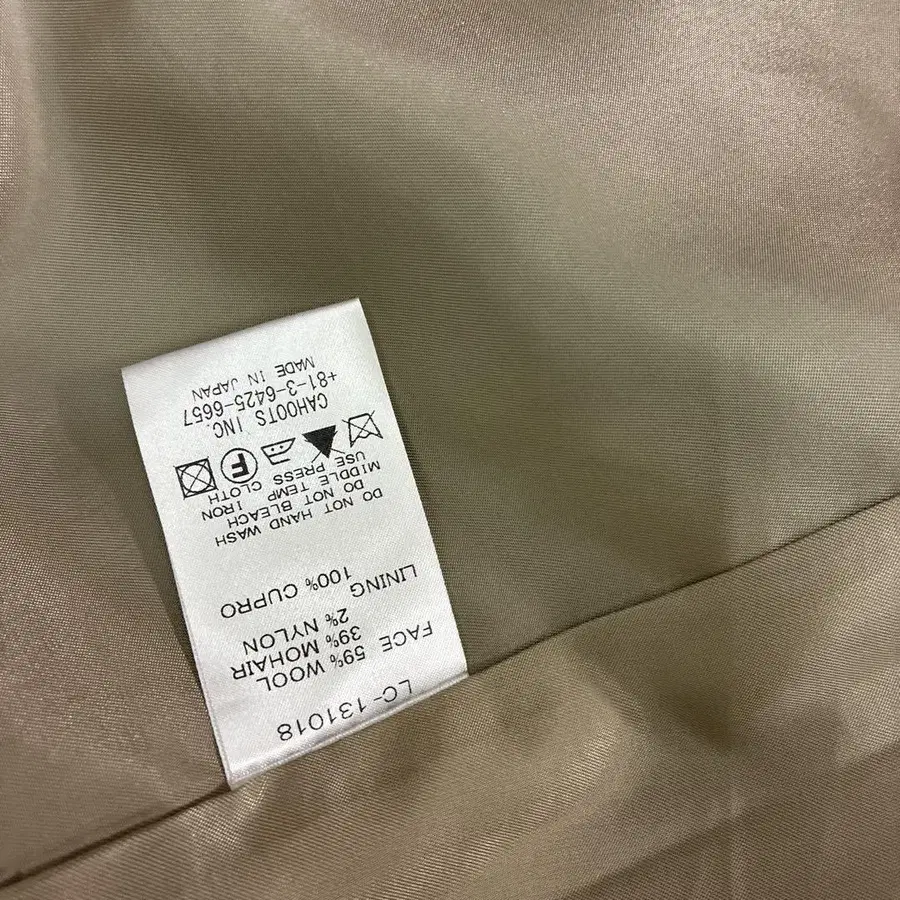 LC-131018
FACE 59% WOOL
39% MOHAIR
2% NYLON
LINING
100% CUPRO
DO NOT HAND WASH
DO NOT BLEACH
MIDDLE TEMP IRON
USE PRESS CLOTH
F
CAHOOTS INC.
+81-3-6425-6657
MADE IN JAPAN